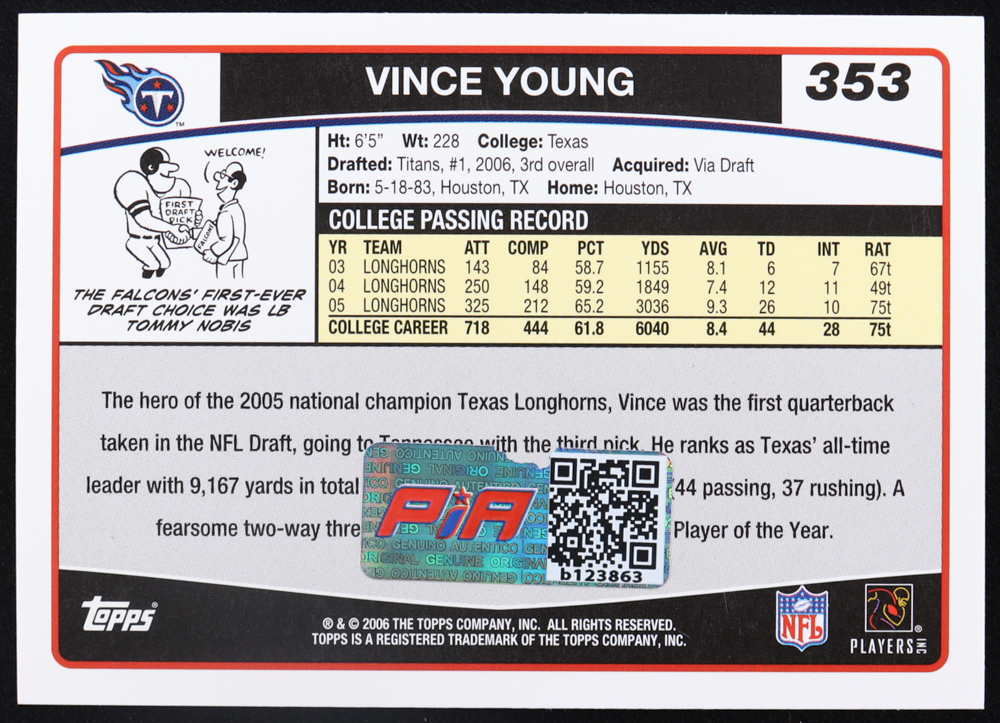 VINCE YOUNG
353
T
TM
WELCOME!
FIRST
DRAFT
PICK
FALCONS
THE FALCONS' FIRST-EVER
DRAFT CHOICE WAS LB
TOMMY NOBIS
Ht: 6'5" Wt: 228 College: Texas
Drafted: Titans, #1, 2006, 3rd overall Acquired: Via Draft
Born: 5-18-83, Houston, TX Home: Houston, TX
COLLEGE PASSING RECORD
YR TEAM ATT COMP PCT YDS AVG TD INT RAT
03 LONGHORNS 143 84 58.7 1155 8.1 6 7 67t
04 LONGHORNS 250 148 59.2 1849 7.4 12 11 49t
05 LONGHORNS 325 212 65.2 3036 9.3 26 10 75t
COLLEGE CAREER 718 444 61.8 6040 8.4 44 28 75t
The hero of the 2005 national champion Texas Longhorns, Vince was the first quarterback
taken in the NFL Draft, going to Tennessee with the third pick. He ranks as Texas' all-time
leader with 9,167 yards in total (44 passing, 37 rushing). A
fearsome two-way thre Player of the Year.
PIA
GENUINO AUTENTICO
ORIGINAL GENUINE
b123863
topps
® & © 2006 THE TOPPS COMPANY, INC. ALL RIGHTS RESERVED.
TOPPS IS A REGISTERED TRADEMARK OF THE TOPPS COMPANY, INC.
NFL
PLAYERS INC
®